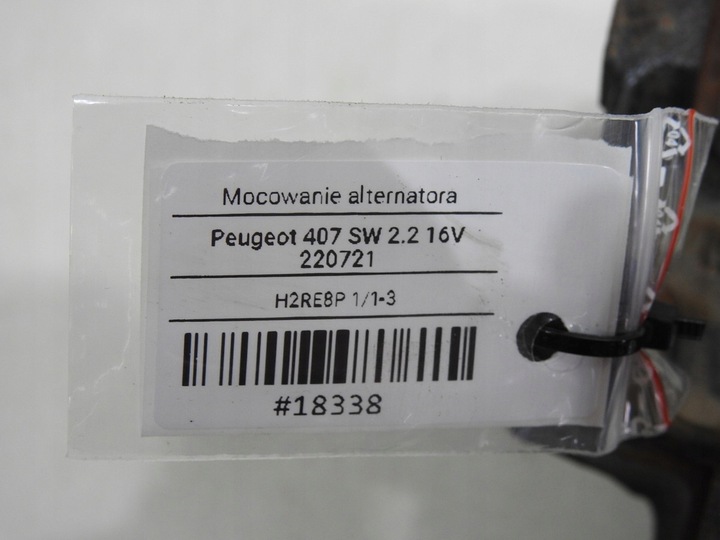 Mocowanie alternatora
Peugeot 407 SW 2.2 16V
220721
H2RE8P 1/1-3
#18338